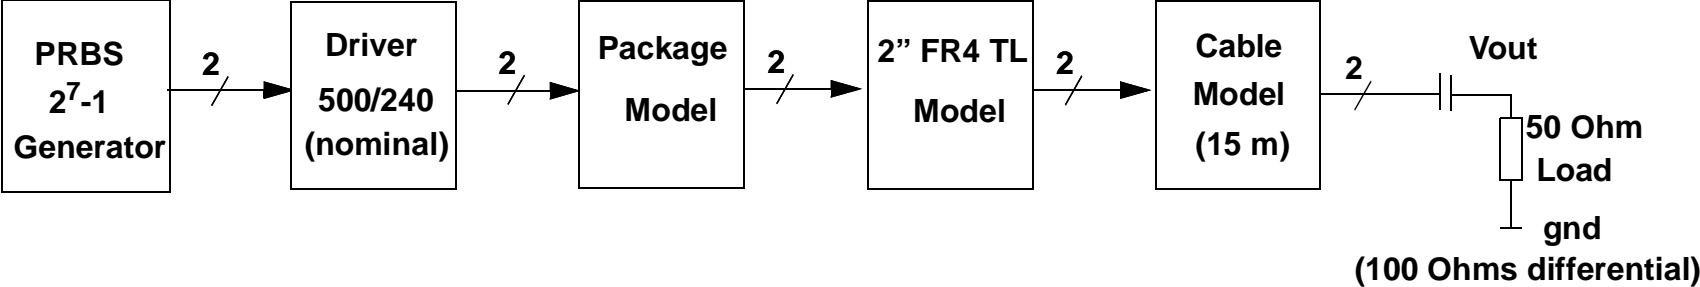 PRBS
2⁷-1
Generator
2
Driver
500/240
(nominal)
2
Package
Model
2
2” FR4 TL
Model
2
Cable
Model
(15 m)
2
Vout
50 Ohm
Load
gnd
(100 Ohms differential)